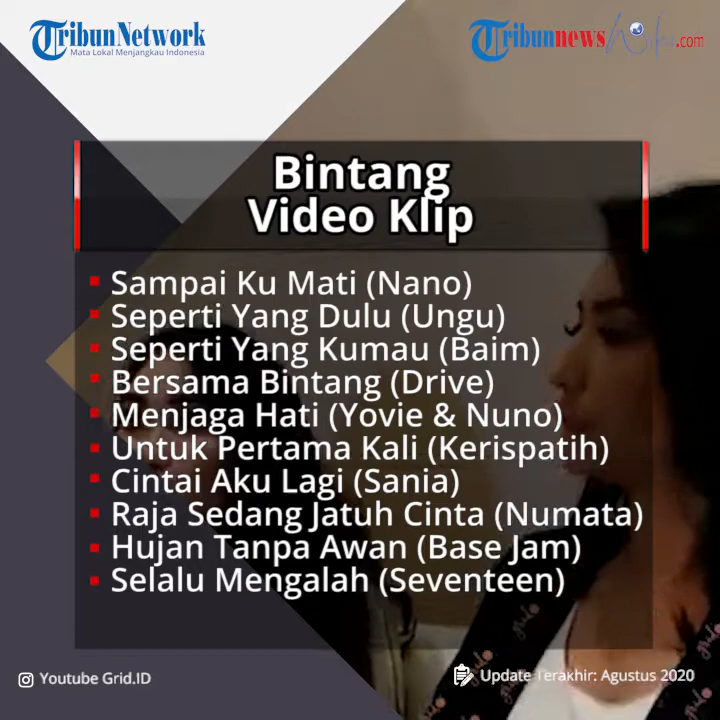 TribunNetwork
Mata Lokal Menjangkau Indonesia
TribunnewsWiki.com
Bintang
Video Klip
Sampai Ku Mati (Nano)
Seperti Yang Dulu (Ungu)
Seperti Yang Kumau (Baim)
Bersama Bintang (Drive)
Menjaga Hati (Yovie & Nuno)
Untuk Pertama Kali (Kerispatih)
Cintai Aku Lagi (Sania)
Raja Sedang Jatuh Cinta (Numata)
Hujan Tanpa Awan (Base Jam)
Selalu Mengalah (Seventeen)
Youtube Grid.ID
Update Terakhir: Agustus 2020